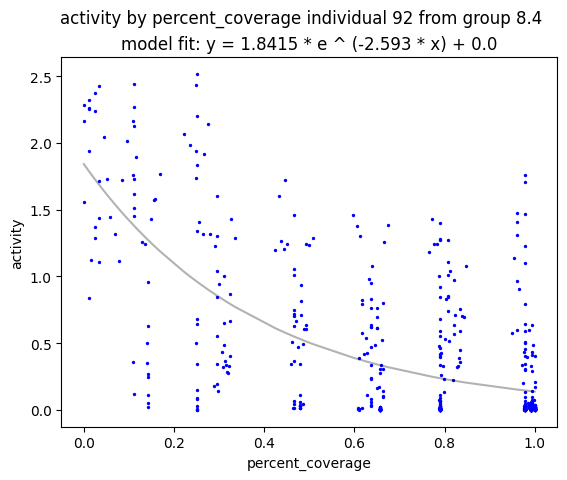 activity by percent_coverage individual 92 from group 8.4
model fit: y = 1.8415 * e ^ (-2.593 * x) + 0.0
2.5
2.0
1.5
1.0
0.5
0.0
activity
0.0 0.2 0.4 0.6 0.8 1.0
percent_coverage